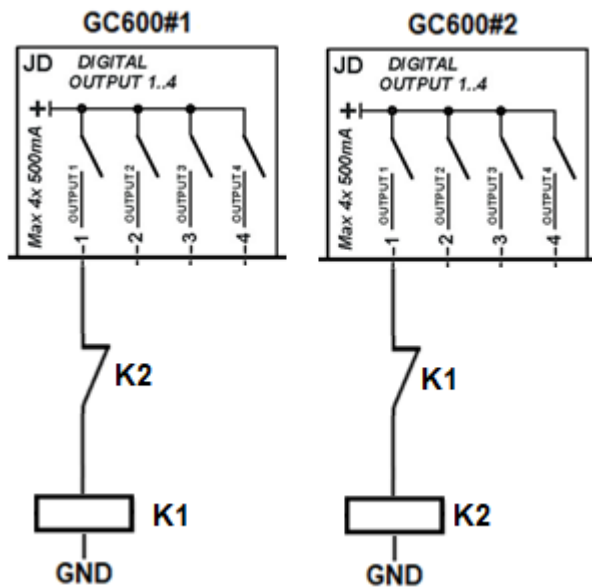 GC600#1
JD DIGITAL
OUTPUT 1..4
+
Max 4x 500mA
OUTPUT 1
OUTPUT 2
OUTPUT 3
OUTPUT 4
-1
-2
-3
-4
K2
K1
GND
GC600#2
JD DIGITAL
OUTPUT 1..4
+
Max 4x 500mA
OUTPUT 1
OUTPUT 2
OUTPUT 3
OUTPUT 4
-1
-2
-3
-4
K1
K2
GND